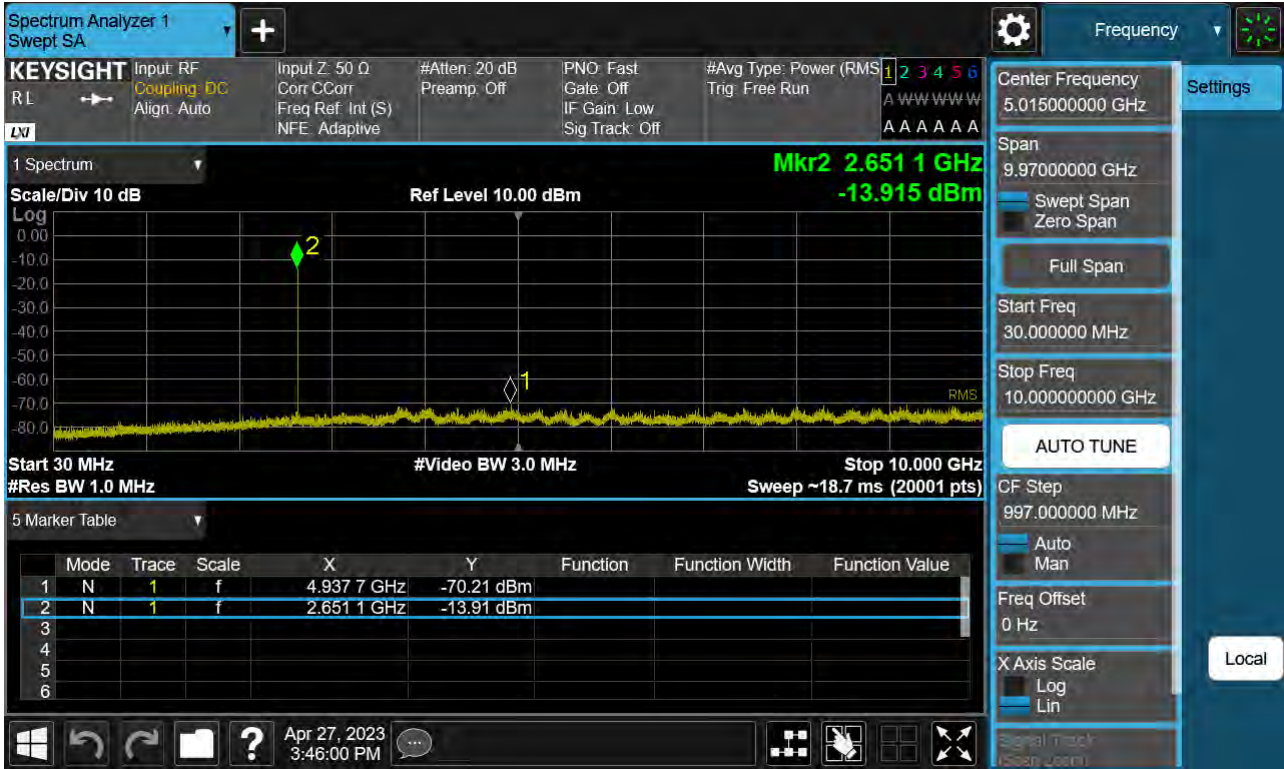 Spectrum Analyzer 1
Swept SA
Frequency
KEYSIGHT
RL
LXI
Input: RF
Coupling: DC
Align: Auto
Input Z: 50 Ω
Corr CCorr
Freq Ref: Int (S)
NFE: Adaptive
#Atten: 20 dB
Preamp: Off
PNO: Fast
Gate: Off
IF Gain: Low
Sig Track: Off
#Avg Type: Power (RMS
Trig: Free Run
1 2 3 4 5 6
A W W W W W
A A A A A A
1 Spectrum
Mkr2 2.651 1 GHz
-13.915 dBm
Scale/Div 10 dB
Ref Level 10.00 dBm
Log
0.00
-10.0
-20.0
-30.0
-40.0
-50.0
-60.0
-70.0
-80.0
2
1
RMS
Start 30 MHz
#Video BW 3.0 MHz
Stop 10.000 GHz
#Res BW 1.0 MHz
Sweep ~18.7 ms (20001 pts)
5 Marker Table
Mode Trace Scale X Y Function Function Width Function Value
1 N 1 f 4.937 7 GHz -70.21 dBm
2 N 1 f 2.651 1 GHz -13.91 dBm
3
4
5
6
Apr 27, 2023
3:46:00 PM
Center Frequency
5.015000000 GHz
Span
9.97000000 GHz
Swept Span
Zero Span
Full Span
Start Freq
30.000000 MHz
Stop Freq
10.000000000 GHz
AUTO TUNE
CF Step
997.000000 MHz
Auto
Man
Freq Offset
0 Hz
X Axis Scale
Log
Lin
Signal Track
(Span Zoom)
Settings
Local